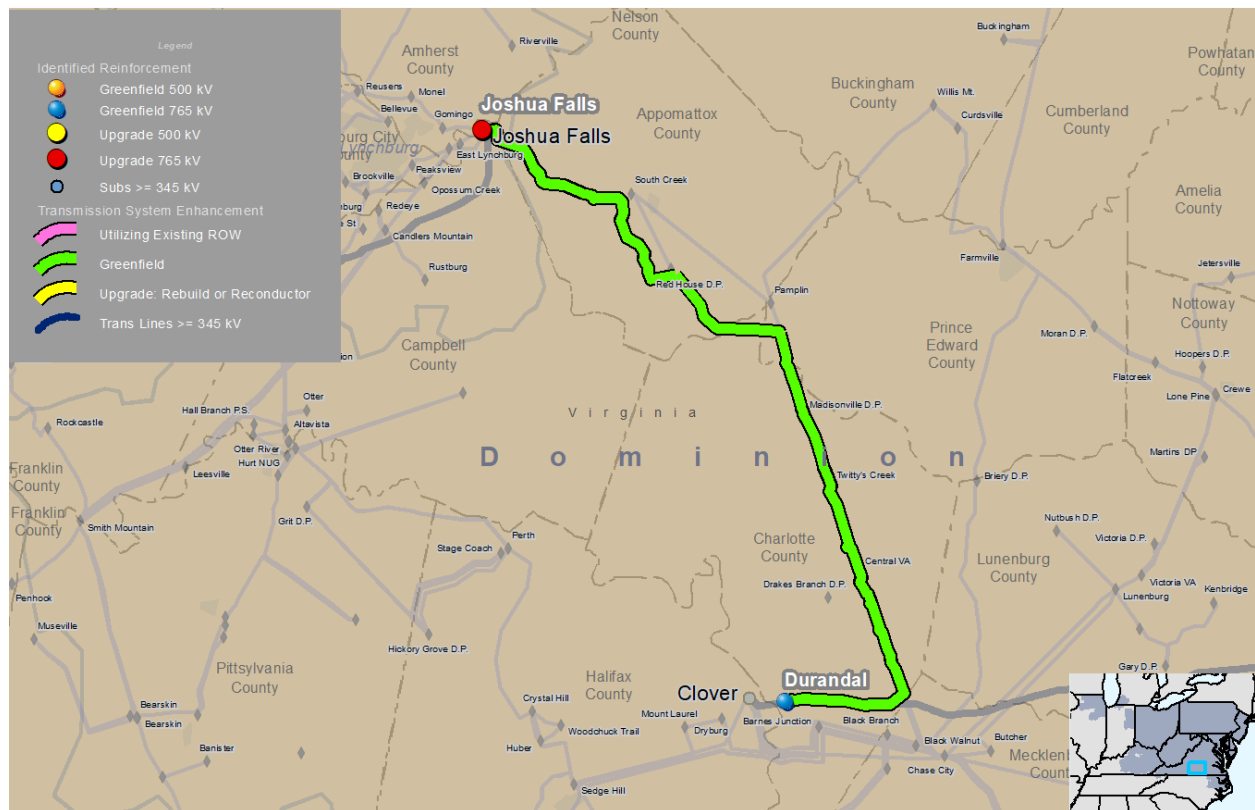 Legend
Identified Reinforcement
Greenfield 500 kV
Greenfield 765 kV
Upgrade 500 kV
Upgrade 765 kV
Subs >= 345 kV
Transmission System Enhancement
Utilizing Existing ROW
Greenfield
Upgrade: Rebuild or Reconductor
Trans Lines >= 345 kV
Nelson
County
Buckingham
Riverville
Amherst
County
Powhatan
County
Reusens
Monel
Buckingham
County
Bellevue
Joshua Falls
Willis Mt.
Gomingo
Appomattox
County
Cumberland
County
Joshua Falls
Curdsville
East Lynchburg
Peaksview
Brookville
Opossum Creek
South Creek
Amelia
County
Redeye
Candlers Mountain
Farmville
Jetersville
Rustburg
Red House D.P.
Pamplin
Nottoway
County
Prince
Edward
County
Moran D.P.
Campbell
County
Hoopers D.P.
Flatcreek
Crewe
Otter
Lone Pine
Hall Branch P.S.
Virginia
Madisonville D.P.
Rockcastle
Altavista
Otter River
Dominion
Martins DP
Franklin
County
Hurt NUG
Leesville
Twitty's Creek
Briery D.P.
Franklin
County
Smith Mountain
Grit D.P.
Nutbush D.P.
Perth
Charlotte
County
Victoria D.P.
Stage Coach
Central VA
Lunenburg
County
Drakes Branch D.P.
Victoria VA
Lunenburg
Kenbridge
Penhook
Museville
Hickory Grove D.P.
Pittsylvania
County
Halifax
County
Durandal
Gary D.P.
Clover
Crystal Hill
Bearskin
Mount Laurel
Barnes Junction
Black Branch
Bearskin
Woodchuck Trail
Dryburg
Huber
Black Walnut
Butcher
Banister
Mecklenb
Count
Chase City
Sedge Hill